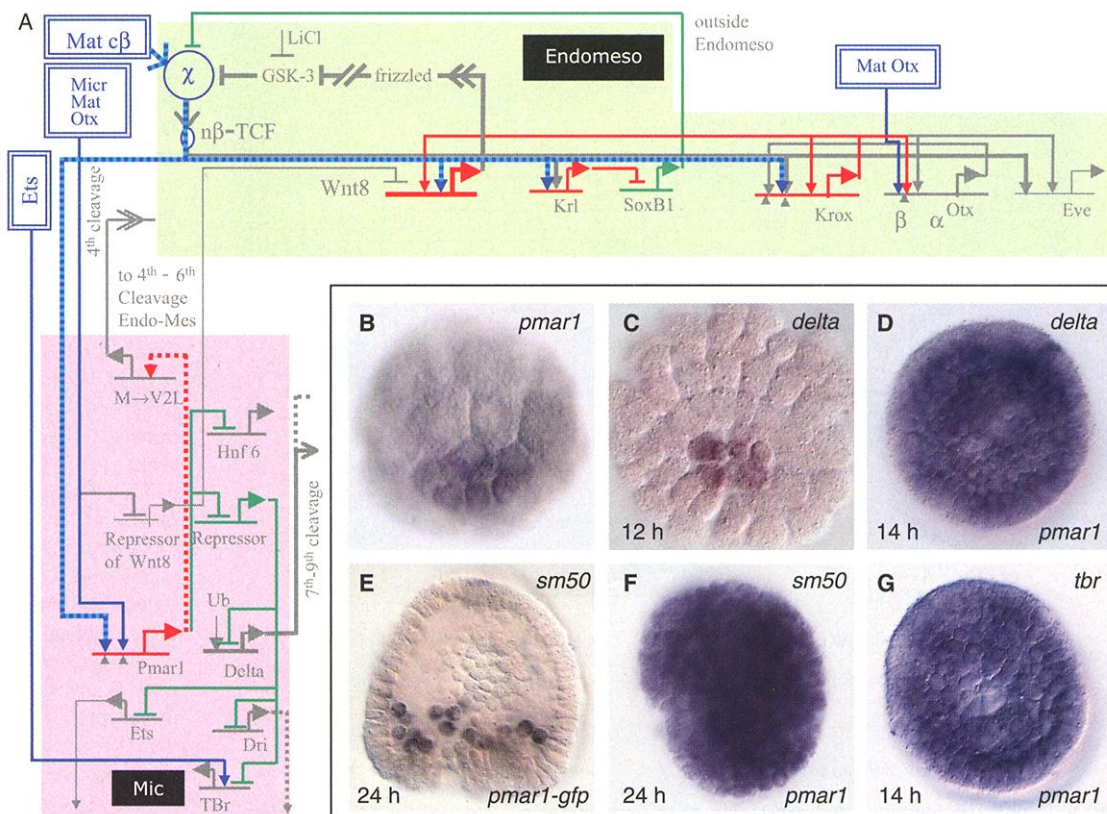 A
Mat cβ
χ
LiCl
GSK-3
frizzled
Endomeso
outside
Endomeso
Micr
Mat
Otx
Mat Otx
nβ-TCF
Ets
Wnt8
Krl
SoxB1
Krox
β
α
Otx
Eve
4th cleavage
to 4th - 6th
Cleavage
Endo-Mes
M→V2L
Hnf 6
Repressor
of Wnt8
Repressor
7th-9th cleavage
Ub
Pmar1
Delta
Ets
Dri
Mic
TBr
B
pmar1
C
delta
12 h
D
delta
14 h
pmar1
E
sm50
24 h
pmar1-gfp
F
sm50
24 h
pmar1
G
tbr
14 h
pmar1